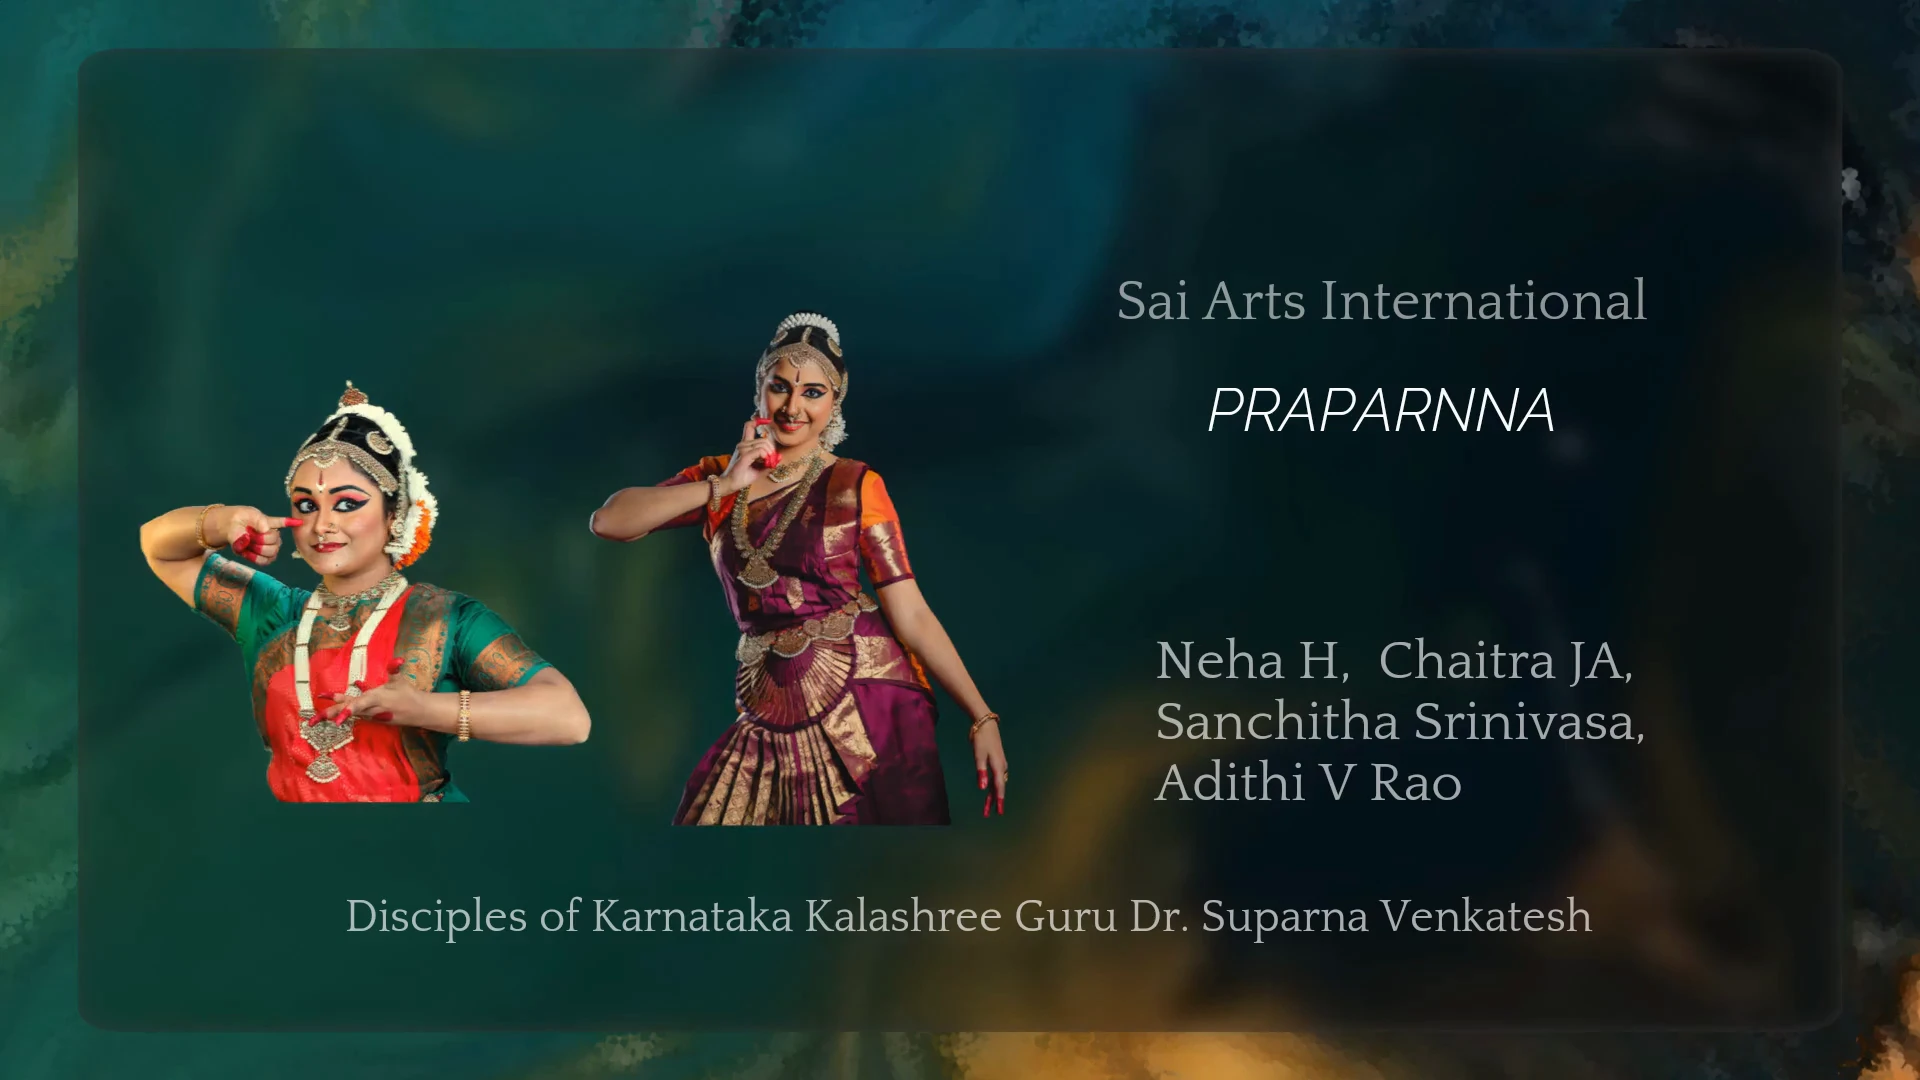 Sai Arts International
PRAPARNNA
Neha H,  Chaitra JA,
Sanchitha Srinivasa,
Adithi V Rao
Disciples of Karnataka Kalashree Guru Dr. Suparna Venkatesh